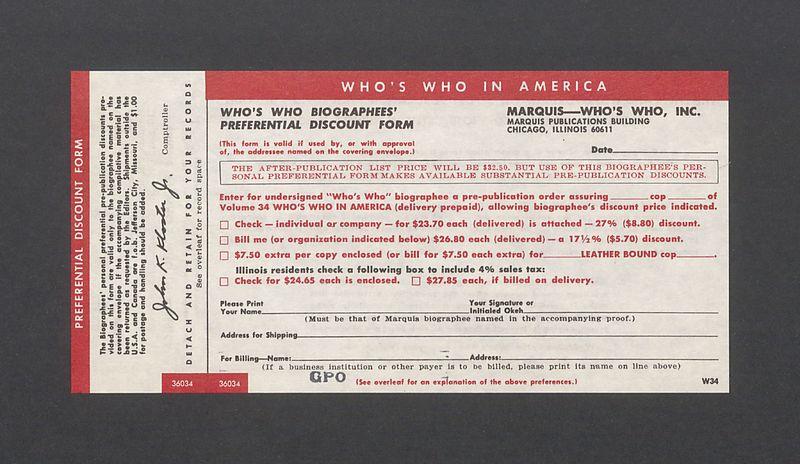 PREFERENTIAL DISCOUNT FORM
The Biographees' personal preferential pre-publication discounts pro-
vided on this form are valid only to the biographee named on the
covering envelope if the accompanying compilative material has
been returned as requested by the Editors. Shipments outside the
U.S.A. and Canada are f.o.b. Jefferson City, Missouri, and $1.00
for postage and handling should be added.
John K. Kloster Jr.
Comptroller
DETACH AND RETAIN FOR YOUR RECORDS
See overleaf for record space
36034
WHO'S WHO IN AMERICA
WHO'S WHO BIOGRAPHEES'
PREFERENTIAL DISCOUNT FORM
(This form is valid if used by, or with approval
of, the addressee named on the covering envelope.)
MARQUIS—WHO'S WHO, INC.
MARQUIS PUBLICATIONS BUILDING
CHICAGO, ILLINOIS 60611
Date
THE AFTER-PUBLICATION LIST PRICE WILL BE $32.50. BUT USE OF THIS BIOGRAPHEE'S PER-
SONAL PREFERENTIAL FORM MAKES AVAILABLE SUBSTANTIAL PRE-PUBLICATION DISCOUNTS.
Enter for undersigned "Who's Who" biographee a pre-publication order assuring ____ cop ____ of
Volume 34 WHO'S WHO IN AMERICA (delivery prepaid), allowing biographee's discount price indicated.
Check — individual or company — for $23.70 each (delivered) is attached — 27% ($8.80) discount.
Bill me (or organization indicated below) $26.80 each (delivered) — a 17½% ($5.70) discount.
$7.50 extra per copy enclosed (or bill for $7.50 each extra) for ____ LEATHER BOUND cop ____.
Illinois residents check a following box to include 4% sales tax:
Check for $24.65 each is enclosed. $27.85 each, if billed on delivery.
Please Print
Your Name
Your Signature or
Initialed Okeh
(Must be that of Marquis biographee named in the accompanying proof.)
Address for Shipping
For Billing—Name: Address:
(If a business institution or other payer is to be billed, please print its name on line above)
36034
GPO
(See overleaf for an explanation of the above preferences.)
W34